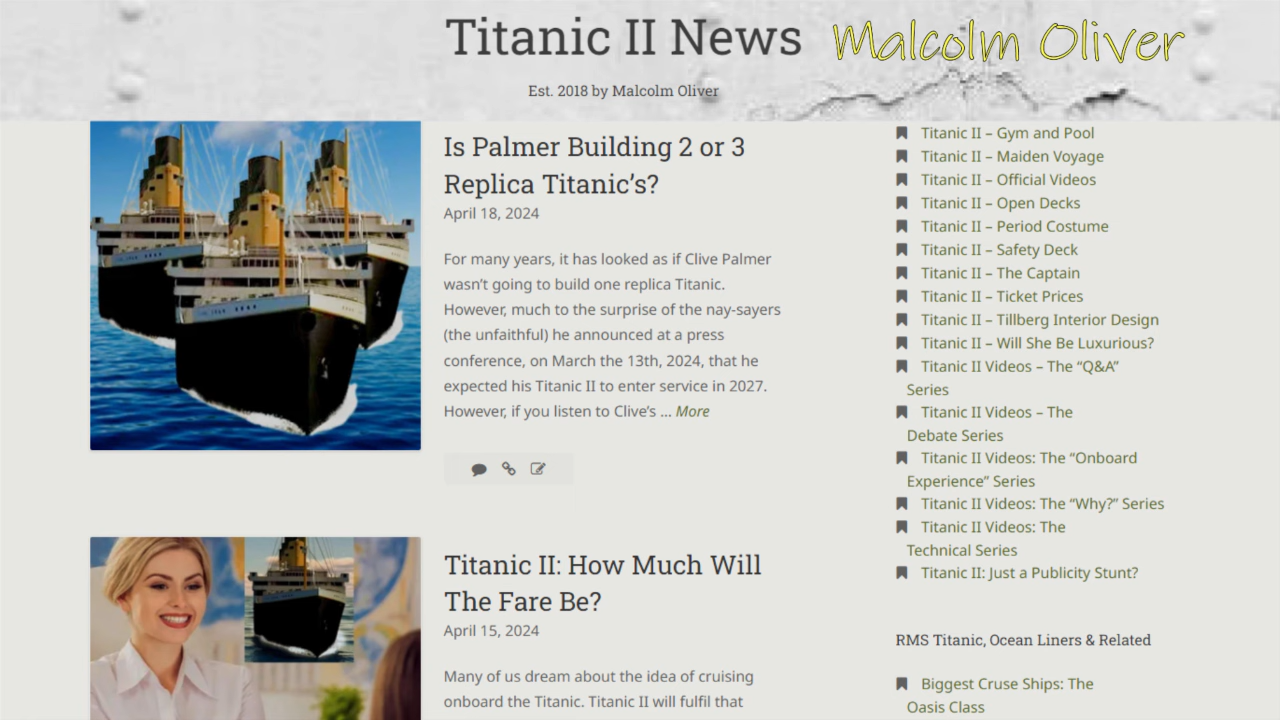 Titanic II News
Malcolm Oliver
Est. 2018 by Malcolm Oliver
Is Palmer Building 2 or 3
Replica Titanic’s?
April 18, 2024
For many years, it has looked as if Clive Palmer
wasn’t going to build one replica Titanic.
However, much to the surprise of the nay-sayers
(the unfaithful) he announced at a press
conference, on March the 13th, 2024, that he
expected his Titanic II to enter service in 2027.
However, if you listen to Clive’s ... More
Titanic II: How Much Will
The Fare Be?
April 15, 2024
Many of us dream about the idea of cruising
onboard the Titanic. Titanic II will fulfil that
Titanic II – Gym and Pool
Titanic II – Maiden Voyage
Titanic II – Official Videos
Titanic II – Open Decks
Titanic II – Period Costume
Titanic II – Safety Deck
Titanic II – The Captain
Titanic II – Ticket Prices
Titanic II – Tillberg Interior Design
Titanic II – Will She Be Luxurious?
Titanic II Videos – The “Q&A”
Series
Titanic II Videos – The
Debate Series
Titanic II Videos: The “Onboard
Experience” Series
Titanic II Videos: The “Why?” Series
Titanic II Videos: The
Technical Series
Titanic II: Just a Publicity Stunt?
RMS Titanic, Ocean Liners & Related
Biggest Cruse Ships: The
Oasis Class